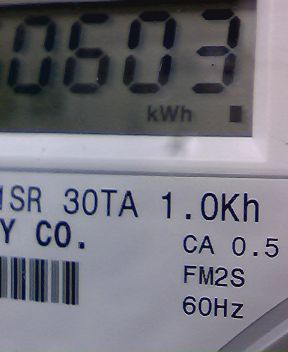 0603
kWh
SR 30TA 1.0Kh
Y CO.
CA 0.5
FM2S
60Hz